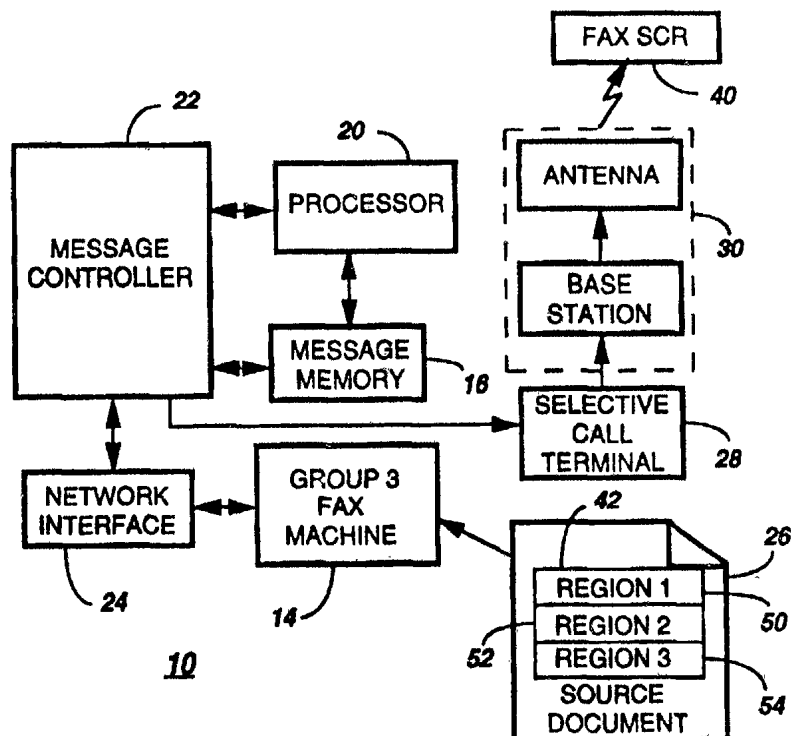 FAX SCR
40
22
20
ANTENNA
30
PROCESSOR
MESSAGE
CONTROLLER
BASE
STATION
MESSAGE
MEMORY
18
SELECTIVE
CALL
TERMINAL
28
GROUP 3
FAX
MACHINE
NETWORK
INTERFACE
42
26
REGION 1
50
24
14
52
REGION 2
REGION 3
54
10
SOURCE
DOCUMENT